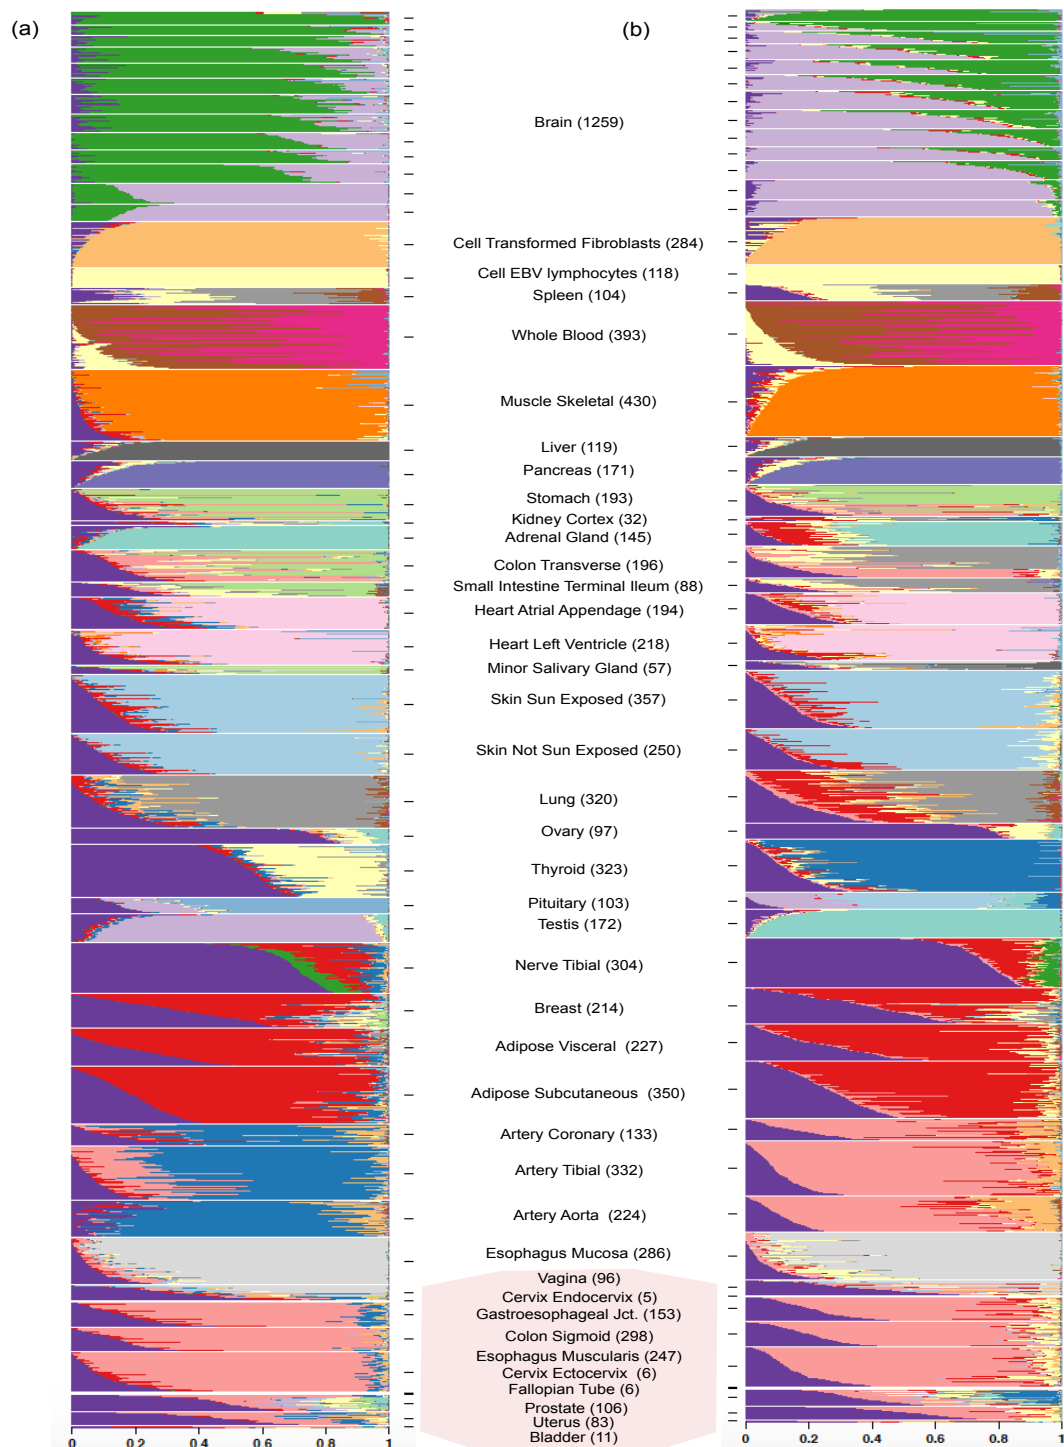 (a)
(b)
Brain (1259)
Cell Transformed Fibroblasts (284)
Cell EBV lymphocytes (118)
Spleen (104)
Whole Blood (393)
Muscle Skeletal (430)
Liver (119)
Pancreas (171)
Stomach (193)
Kidney Cortex (32)
Adrenal Gland (145)
Colon Transverse (196)
Small Intestine Terminal Ileum (88)
Heart Atrial Appendage (194)
Heart Left Ventricle (218)
Minor Salivary Gland (57)
Skin Sun Exposed (357)
Skin Not Sun Exposed (250)
Lung (320)
Ovary (97)
Thyroid (323)
Pituitary (103)
Testis (172)
Nerve Tibial (304)
Breast (214)
Adipose Visceral (227)
Adipose Subcutaneous (350)
Artery Coronary (133)
Artery Tibial (332)
Artery Aorta (224)
Esophagus Mucosa (286)
Vagina (96)
Cervix Endocervix (5)
Gastroesophageal Jct. (153)
Colon Sigmoid (298)
Esophagus Muscularis (247)
Cervix Ectocervix (6)
Fallopian Tube (6)
Prostate (106)
Uterus (83)
Bladder (11)
0 0.2 0.4 0.6 0.8 1
0 0.2 0.4 0.6 0.8 1